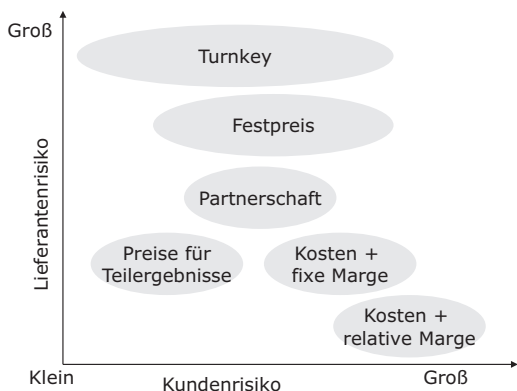 Groß
Turnkey
Festpreis
Partnerschaft
Preise für
Teilergebnisse
Kosten +
fixe Marge
Kosten +
relative Marge
Lieferantenrisiko
Klein
Kundenrisiko
Groß